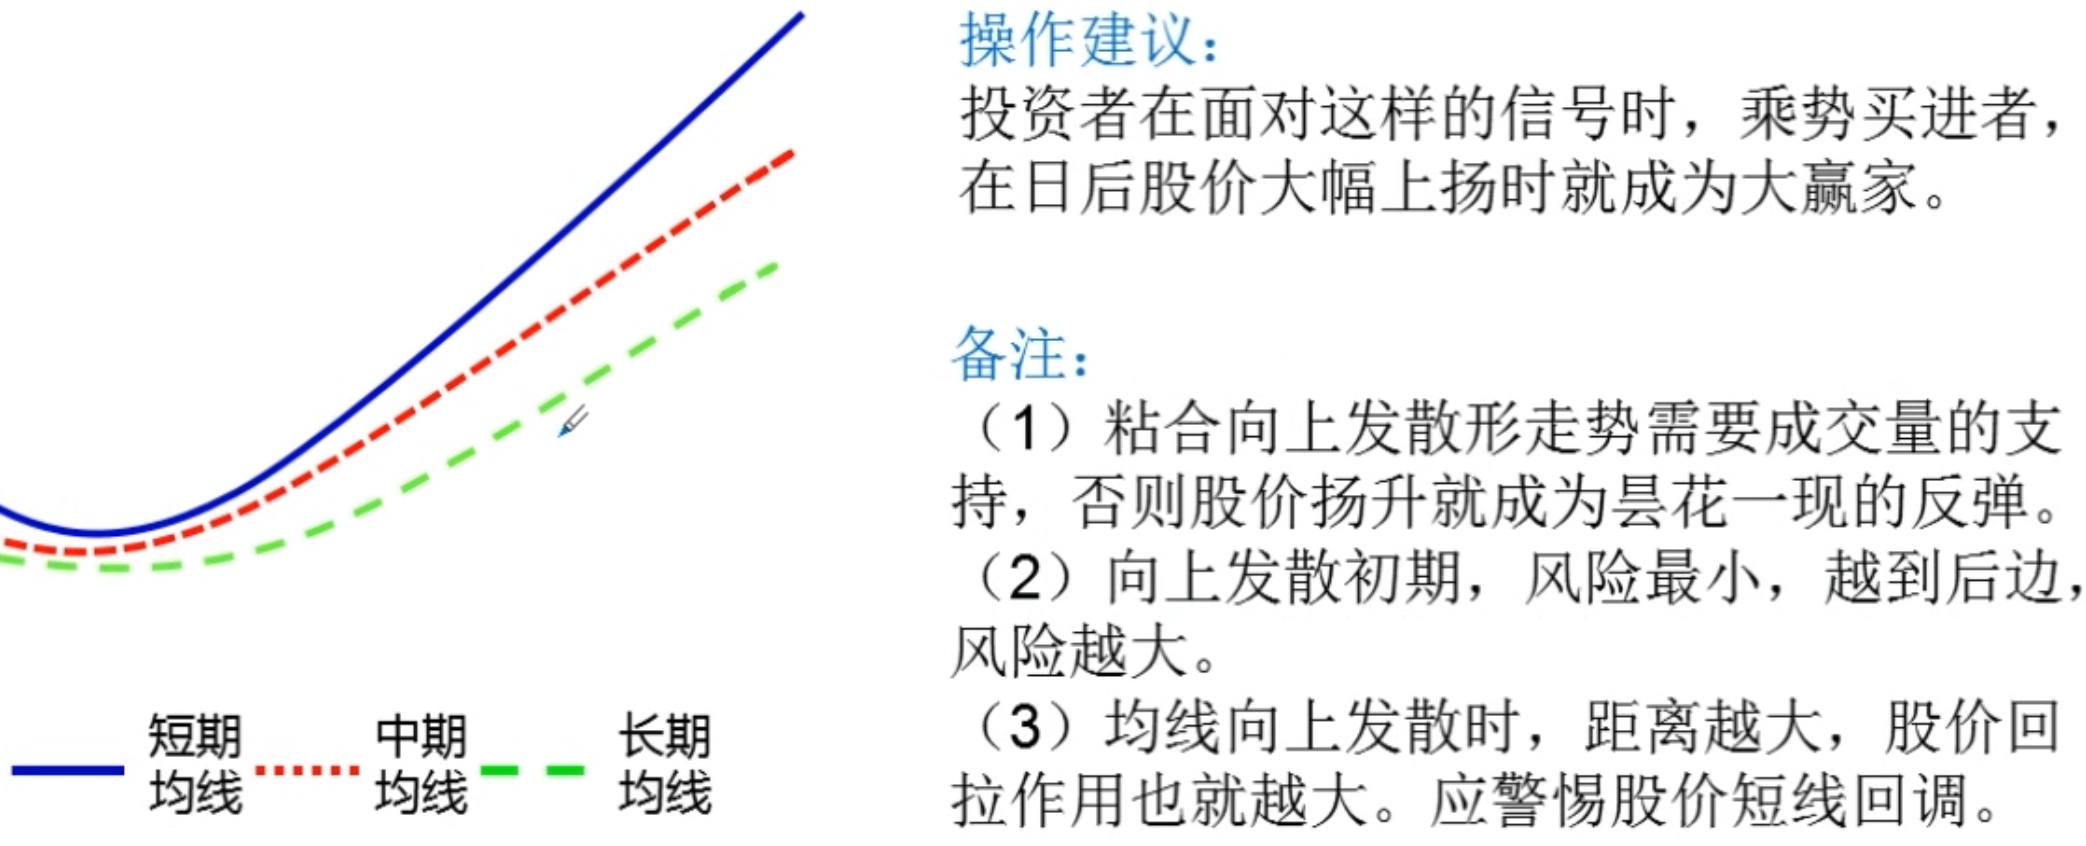 操作建议：
投资者在面对这样的信号时，乘势买进者，
在日后股价大幅上扬时就成为大赢家。
备注：
（1）粘合向上发散形走势需要成交量的支
持，否则股价扬升就成为昙花一现的反弹。
（2）向上发散初期，风险最小，越到后边，
风险越大。
（3）均线向上发散时，距离越大，股价回
拉作用也就越大。应警惕股价短线回调。
短期
均线
中期
均线
长期
均线